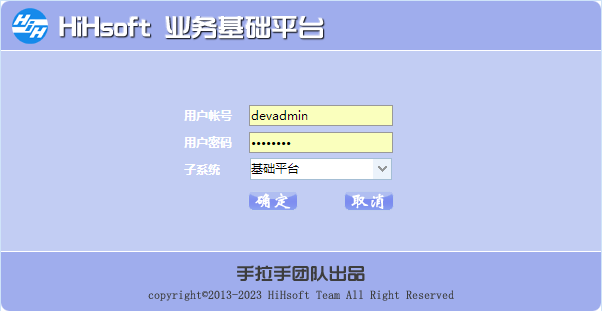 HiHsoft 业务基础平台
用户帐号 devadmin
用户密码 ••••••••
子系统 基础平台
确定 取消
手拉手团队出品
copyright©2013-2023 HiHsoft Team All Right Reserved